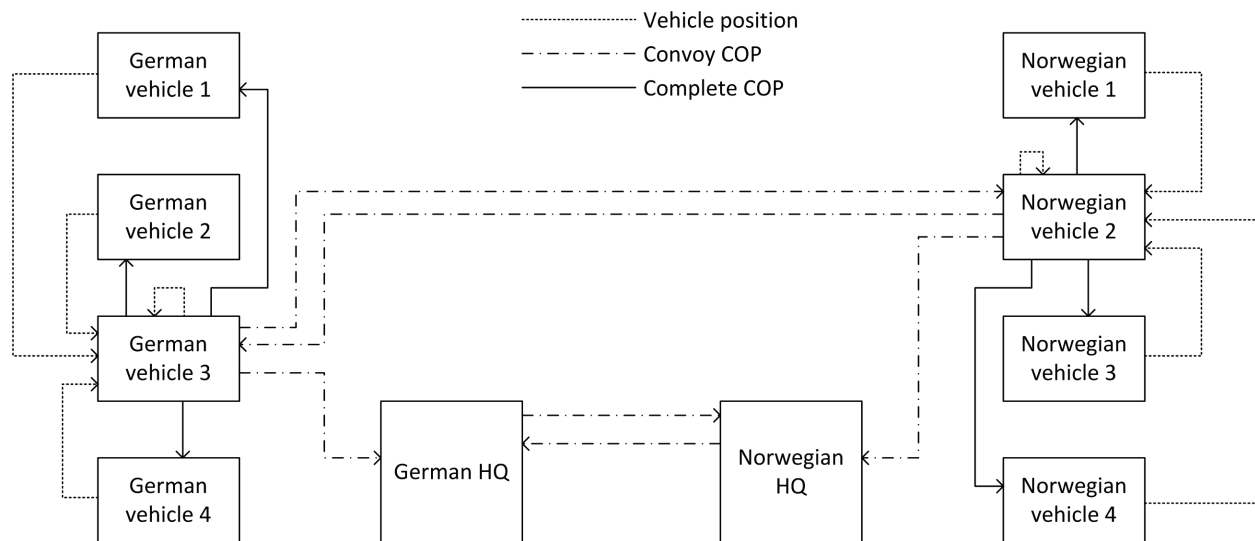 Vehicle position
Convoy COP
Complete COP
German
vehicle 1
German
vehicle 2
German
vehicle 3
German
vehicle 4
German HQ
Norwegian
HQ
Norwegian
vehicle 1
Norwegian
vehicle 2
Norwegian
vehicle 3
Norwegian
vehicle 4